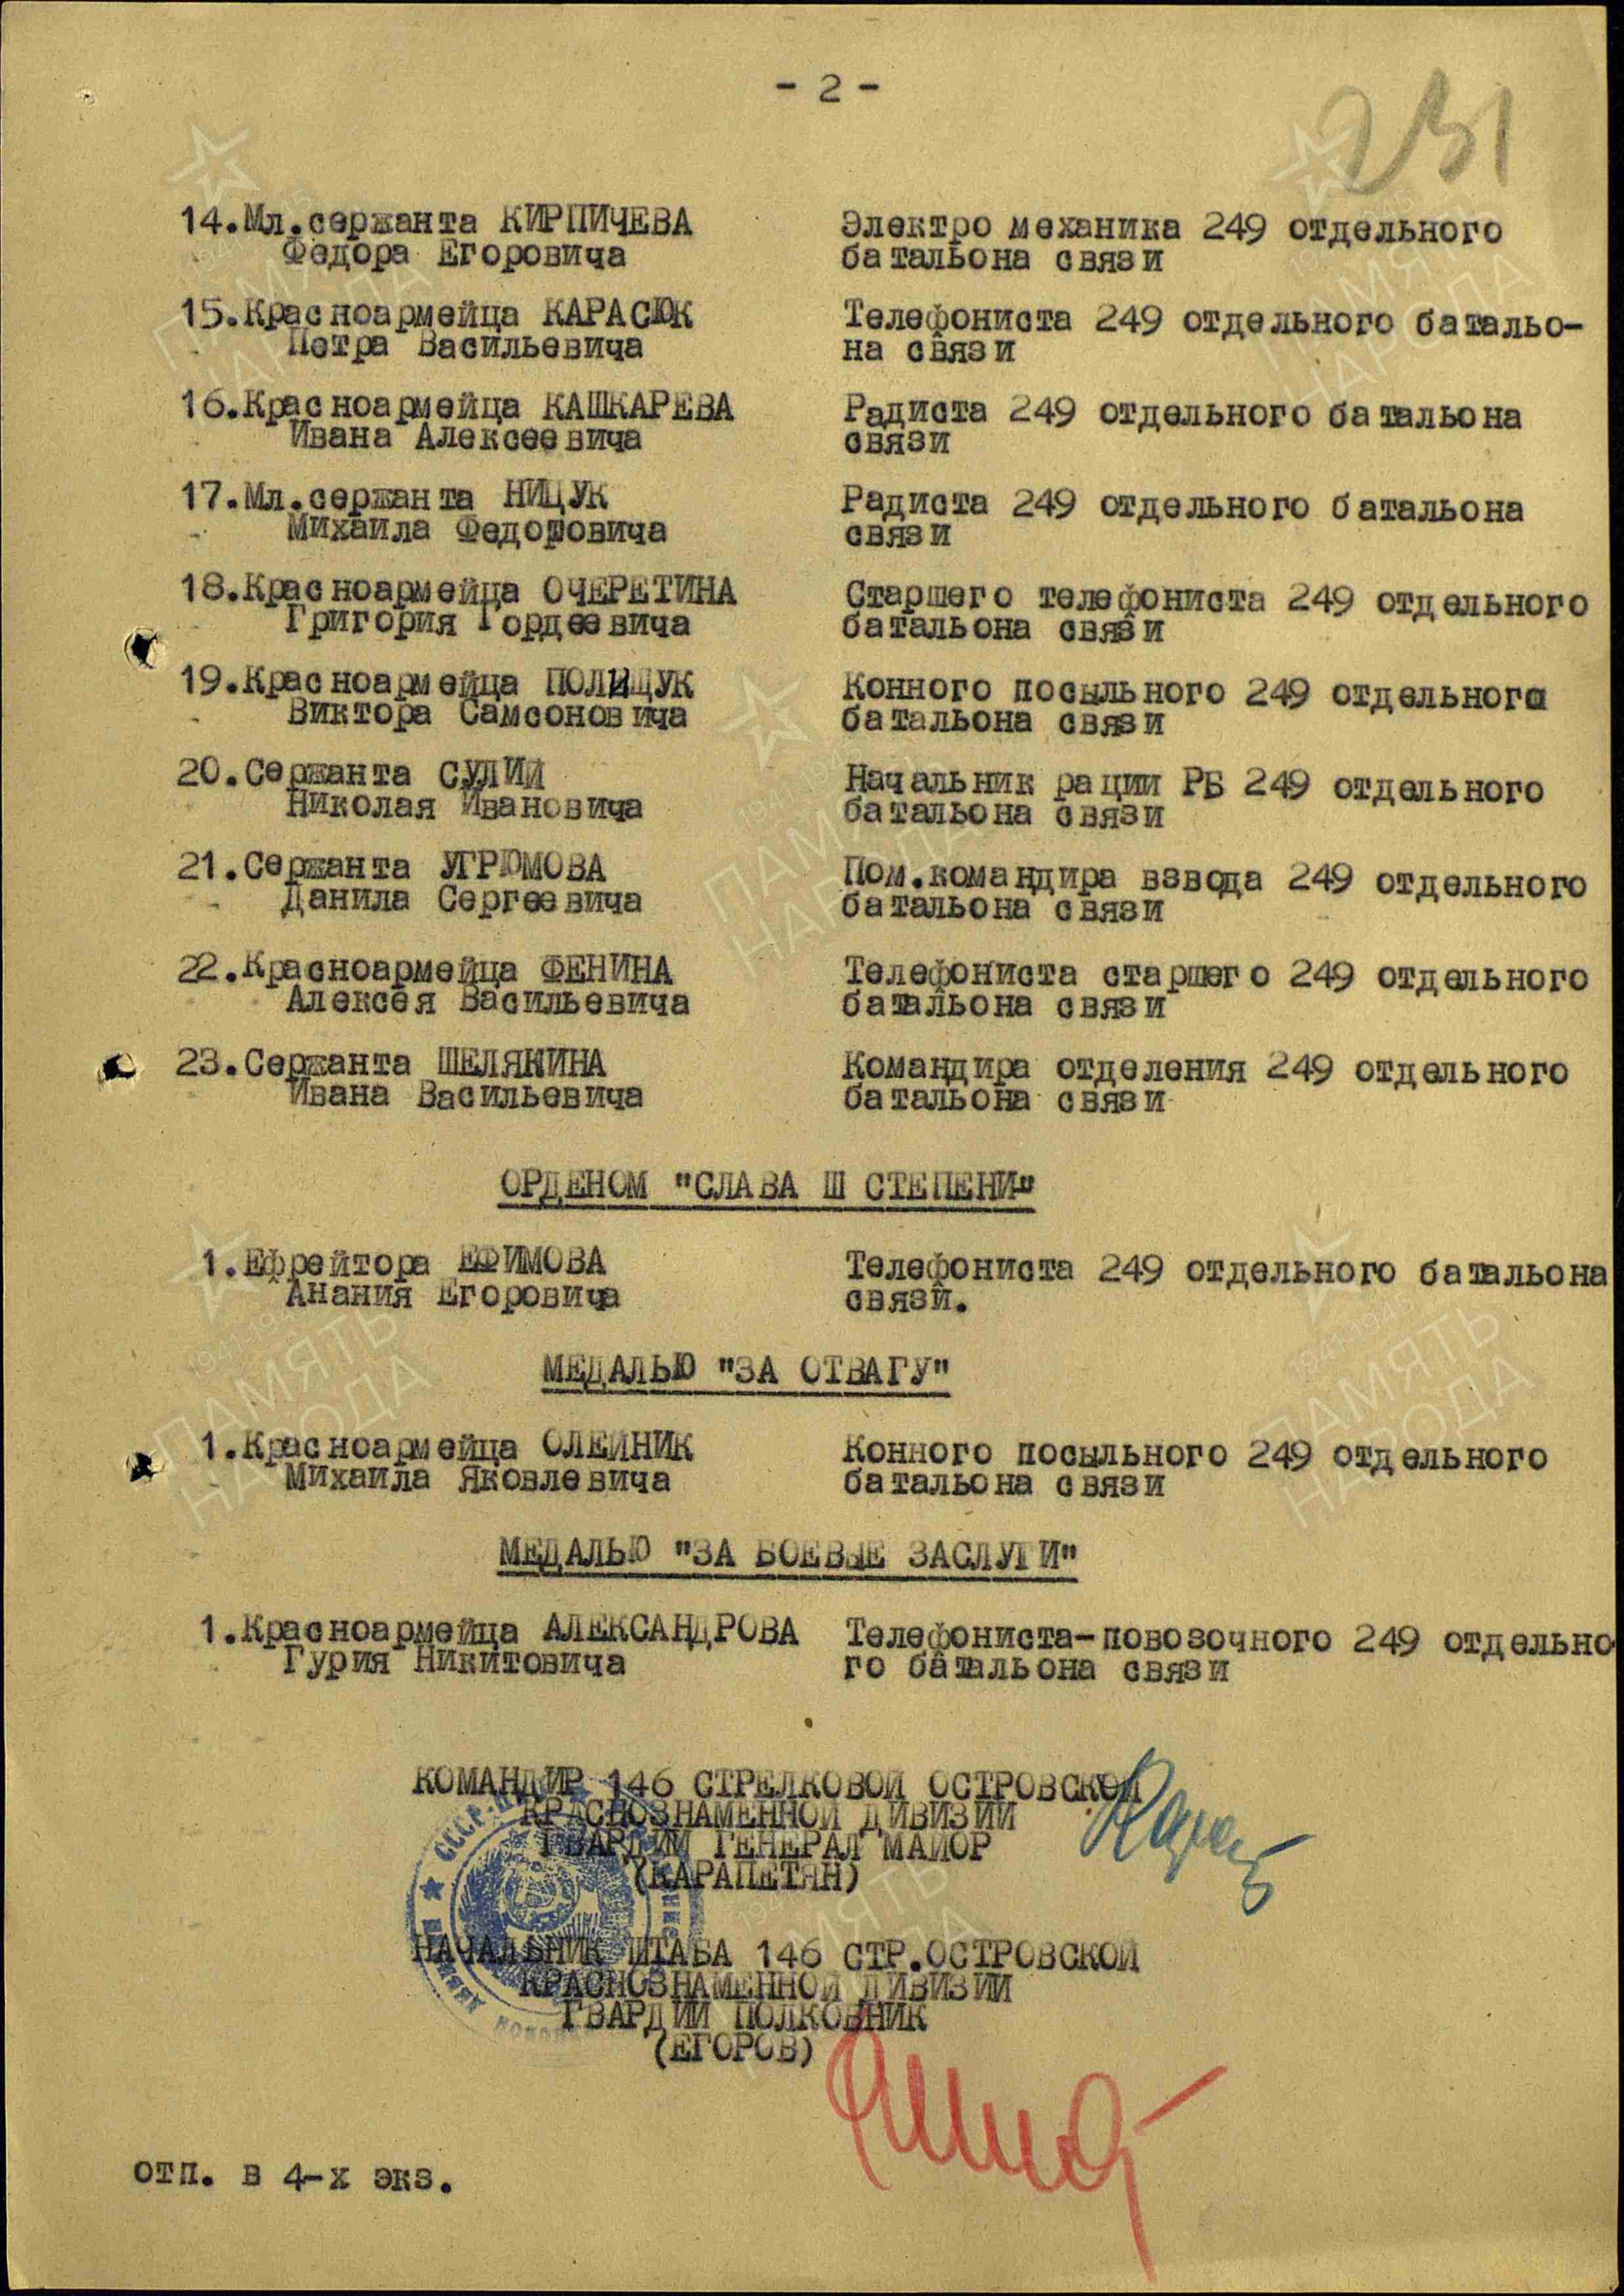 - 2 -
231
14.Мл.сержанта КИРПИЧЕВА
Федора Егоровича
Электро механика 249 отдельного
батальона связи
15.Красноармейца КАРАСЮК
Петра Васильевича
Телефониста 249 отдельного батальо-
на связи
16.Красноармейца КАШКАРЕВА
Ивана Алексеевича
Радиста 249 отдельного батальона
связи
17.Мл.сержанта НИЦУК
Михаила Федоровича
Радиста 249 отдельного батальона
связи
18.Красноармейца ОЧЕРЕТИНА
Григория Гордеевича
Старшего телефониста 249 отдельного
батальона связи
19.Красноармейца ПОЛИЩУК
Виктора Самсоновича
Конного посыльного 249 отдельного
батальона связи
20.Сержанта СУЛИЙ
Николая Ивановича
Начальник рации РБ 249 отдельного
батальона связи
21.Сержанта УГРЮМОВА
Данила Сергеевича
Пом.командира взвода 249 отдельного
батальона связи
22.Красноармейца ФЕНИНА
Алексея Васильевича
Телефониста старшего 249 отдельного
батальона связи
23.Сержанта ШЕЛЯКИНА
Ивана Васильевича
Командира отделения 249 отдельного
батальона связи
ОРДЕНОМ "СЛАВА III СТЕПЕНИ"
1.Ефрейтора ЕФИМОВА
Анания Егоровича
Телефониста 249 отдельного батальона
связи.
МЕДАЛЬЮ "ЗА ОТВАГУ"
1.Красноармейца ОЛЕЙНИК
Михаила Яковлевича
Конного посыльного 249 отдельного
батальона связи
МЕДАЛЬЮ "ЗА БОЕВЫЕ ЗАСЛУГИ"
1.Красноармейца АЛЕКСАНДРОВА
Гурия Никитовича
Телефониста-повозочного 249 отдельно
го батальона связи
КОМАНДИР 146 СТРЕЛКОВОЙ ОСТРОВСКОЙ
КРАСНОЗНАМЕННОЙ ДИВИЗИИ
ГВАРДИИ ГЕНЕРАЛ МАЙОР
(КАРАПЕТЯН)
НАЧАЛЬНИК ШТАБА 146 СТР.ОСТРОВСКОЙ
КРАСНОЗНАМЕННОЙ ДИВИЗИИ
ГВАРДИИ ПОЛКОВНИК
(ЕГОРОВ)
СССР
отп. в 4-х экз.
ПАМЯТЬ
НАРОДА